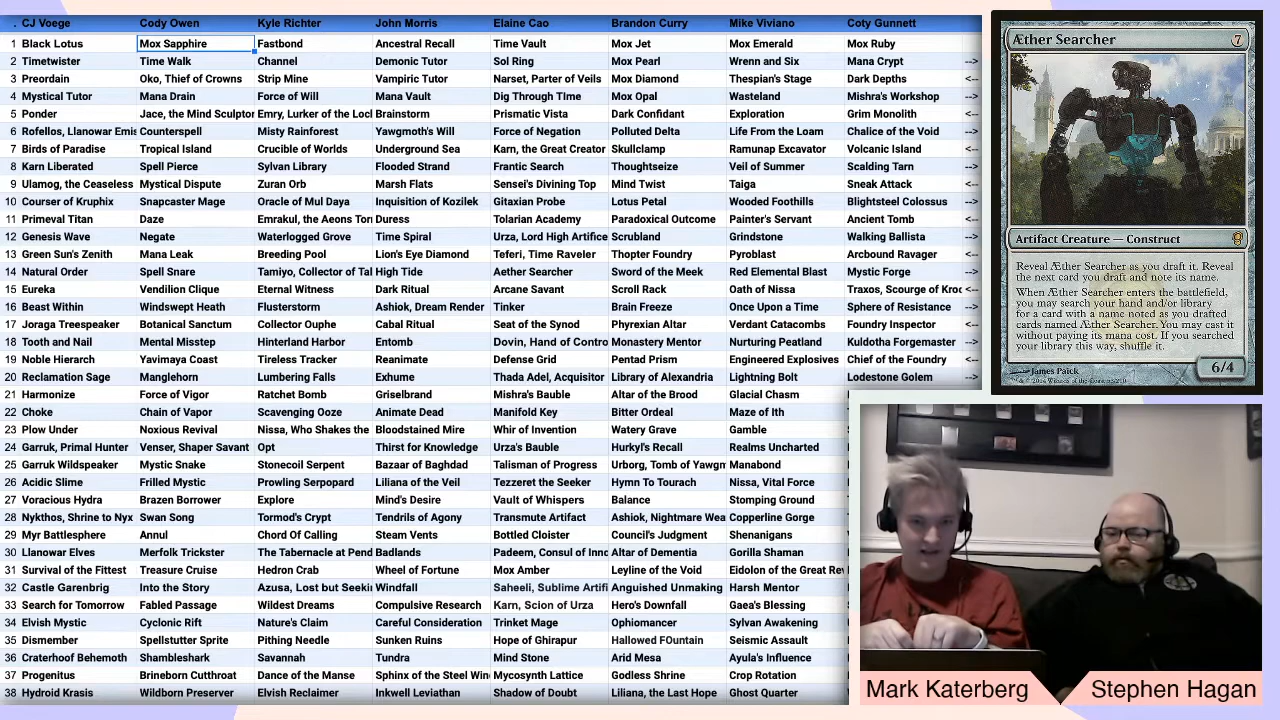 . CJ Voege Cody Owen Kyle Richter John Morris Elaine Cao Brandon Curry Mike Viviano Coty Gunnett
1 Black Lotus Mox Sapphire Fastbond Ancestral Recall Time Vault Mox Jet Mox Emerald Mox Ruby
2 Timetwister Time Walk Channel Demonic Tutor Sol Ring Mox Pearl Wrenn and Six Mana Crypt -->
3 Preordain Oko, Thief of Crowns Strip Mine Vampiric Tutor Narset, Parter of Veils Mox Diamond Thespian's Stage Dark Depths <--
4 Mystical Tutor Mana Drain Force of Will Mana Vault Dig Through TIme Mox Opal Wasteland Mishra's Workshop -->
5 Ponder Jace, the Mind Sculptor Emry, Lurker of the Locl Brainstorm Prismatic Vista Dark Confidant Exploration Grim Monolith <--
6 Rofellos, Llanowar Emis Counterspell Misty Rainforest Yawgmoth's Will Force of Negation Polluted Delta Life From the Loam Chalice of the Void -->
7 Birds of Paradise Tropical Island Crucible of Worlds Underground Sea Karn, the Great Creator Skullclamp Ramunap Excavator Volcanic Island <--
8 Karn Liberated Spell Pierce Sylvan Library Flooded Strand Frantic Search Thoughtseize Veil of Summer Scalding Tarn -->
9 Ulamog, the Ceaseless Mystical Dispute Zuran Orb Marsh Flats Sensei's Divining Top Mind Twist Taiga Sneak Attack <--
10 Courser of Kruphix Snapcaster Mage Oracle of Mul Daya Inquisition of Kozilek Gitaxian Probe Lotus Petal Wooded Foothills Blightsteel Colossus -->
11 Primeval Titan Daze Emrakul, the Aeons Torn Duress Tolarian Academy Paradoxical Outcome Painter's Servant Ancient Tomb <--
12 Genesis Wave Negate Waterlogged Grove Time Spiral Urza, Lord High Artifice Scrubland Grindstone Walking Ballista -->
13 Green Sun's Zenith Mana Leak Breeding Pool Lion's Eye Diamond Teferi, Time Raveler Thopter Foundry Pyroblast Arcbound Ravager <--
14 Natural Order Spell Snare Tamiyo, Collector of Tal High Tide Aether Searcher Sword of the Meek Red Elemental Blast Mystic Forge -->
15 Eureka Vendilion Clique Eternal Witness Dark Ritual Arcane Savant Scroll Rack Oath of Nissa Traxos, Scourge of Kroo <--
16 Beast Within Windswept Heath Flusterstorm Ashiok, Dream Render Tinker Brain Freeze Once Upon a Time Sphere of Resistance -->
17 Joraga Treespeaker Botanical Sanctum Collector Ouphe Cabal Ritual Seat of the Synod Phyrexian Altar Verdant Catacombs Foundry Inspector <--
18 Tooth and Nail Mental Misstep Hinterland Harbor Entomb Dovin, Hand of Contro Monastery Mentor Nurturing Peatland Kuldotha Forgemaster -->
19 Noble Hierarch Yavimaya Coast Tireless Tracker Reanimate Defense Grid Pentad Prism Engineered Explosives Chief of the Foundry <--
20 Reclamation Sage Manglehorn Lumbering Falls Exhume Thada Adel, Acquisitor Library of Alexandria Lightning Bolt Lodestone Golem -->
21 Harmonize Force of Vigor Ratchet Bomb Griselbrand Mishra's Bauble Altar of the Brood Glacial Chasm
22 Choke Chain of Vapor Scavenging Ooze Animate Dead Manifold Key Bitter Ordeal Maze of Ith
23 Plow Under Noxious Revival Nissa, Who Shakes the Bloodstained Mire Whir of Invention Watery Grave Gamble
24 Garruk, Primal Hunter Venser, Shaper Savant Opt Thirst for Knowledge Urza's Bauble Hurkyl's Recall Realms Uncharted
25 Garruk Wildspeaker Mystic Snake Stonecoil Serpent Bazaar of Baghdad Talisman of Progress Urborg, Tomb of Yawgm Manabond
26 Acidic Slime Frilled Mystic Prowling Serpopard Liliana of the Veil Tezzeret the Seeker Hymn To Tourach Nissa, Vital Force
27 Voracious Hydra Brazen Borrower Explore Mind's Desire Vault of Whispers Balance Stomping Ground
28 Nykthos, Shrine to Nyx Swan Song Tormod's Crypt Tendrils of Agony Transmute Artifact Ashiok, Nightmare Wea Copperline Gorge
29 Myr Battlesphere Annul Chord Of Calling Steam Vents Bottled Cloister Council's Judgment Shenanigans
30 Llanowar Elves Merfolk Trickster The Tabernacle at Pend Badlands Padeem, Consul of Inno Altar of Dementia Gorilla Shaman
31 Survival of the Fittest Treasure Cruise Hedron Crab Wheel of Fortune Mox Amber Leyline of the Void Eidolon of the Great Rev
32 Castle Garenbrig Into the Story Azusa, Lost but Seeki Windfall Saheeli, Sublime Artifi Anguished Unmaking Harsh Mentor
33 Search for Tomorrow Fabled Passage Wildest Dreams Compulsive Research Karn, Scion of Urza Hero's Downfall Gaea's Blessing
34 Elvish Mystic Cyclonic Rift Nature's Claim Careful Consideration Trinket Mage Ophiomancer Sylvan Awakening
35 Dismember Spellstutter Sprite Pithing Needle Sunken Ruins Hope of Ghirapur Hallowed FOuntain Seismic Assault
36 Craterhoof Behemoth Shambleshark Savannah Tundra Mind Stone Arid Mesa Ayula's Influence
37 Progenitus Brineborn Cutthroat Dance of the Manse Sphinx of the Steel Win Mycosynth Lattice Godless Shrine Crop Rotation
38 Hydroid Krasis Wildborn Preserver Elvish Reclaimer Inkwell Leviathan Shadow of Doubt Liliana, the Last Hope Ghost Quarter
Æther Searcher 7
Artifact Creature — Construct
Reveal Æther Searcher as you draft it. Reveal
the next card you draft and note its name.
When Æther Searcher enters the battlefield,
you may search your hand and/or library
for a card with a name noted as you drafted
cards named Æther Searcher. You may cast it
without paying its mana cost. If you searched
your library this way, shuffle it.
James Paick
6/4
Mark Katerberg
Stephen Hagan